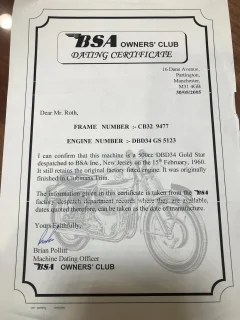 BSA OWNERS' CLUB
DATING CERTIFICATE
16 Dane Avenue,
Partington,
Manchester,
M31 4GB
30/08/2005
Dear Mr. Roth,
FRAME NUMBER :- CB32 9477
ENGINE NUMBER :- DBD34 GS 5123
I can confirm that this machine is a 500cc DBD34 Gold Star
despatched to BSA Inc., New Jersey on the 15th February, 1960.
It still retains the original factory fitted engine. It was originally
finished in Catalina Trim.
The information given in this certificate is taken from the BSA
factory despatch department records where they are available,
dates quoted therefore, can be taken as the date of manufacture.
Yours Faithfully,
Brian Pollitt
Machine Dating Officer
BSA OWNERS' CLUB